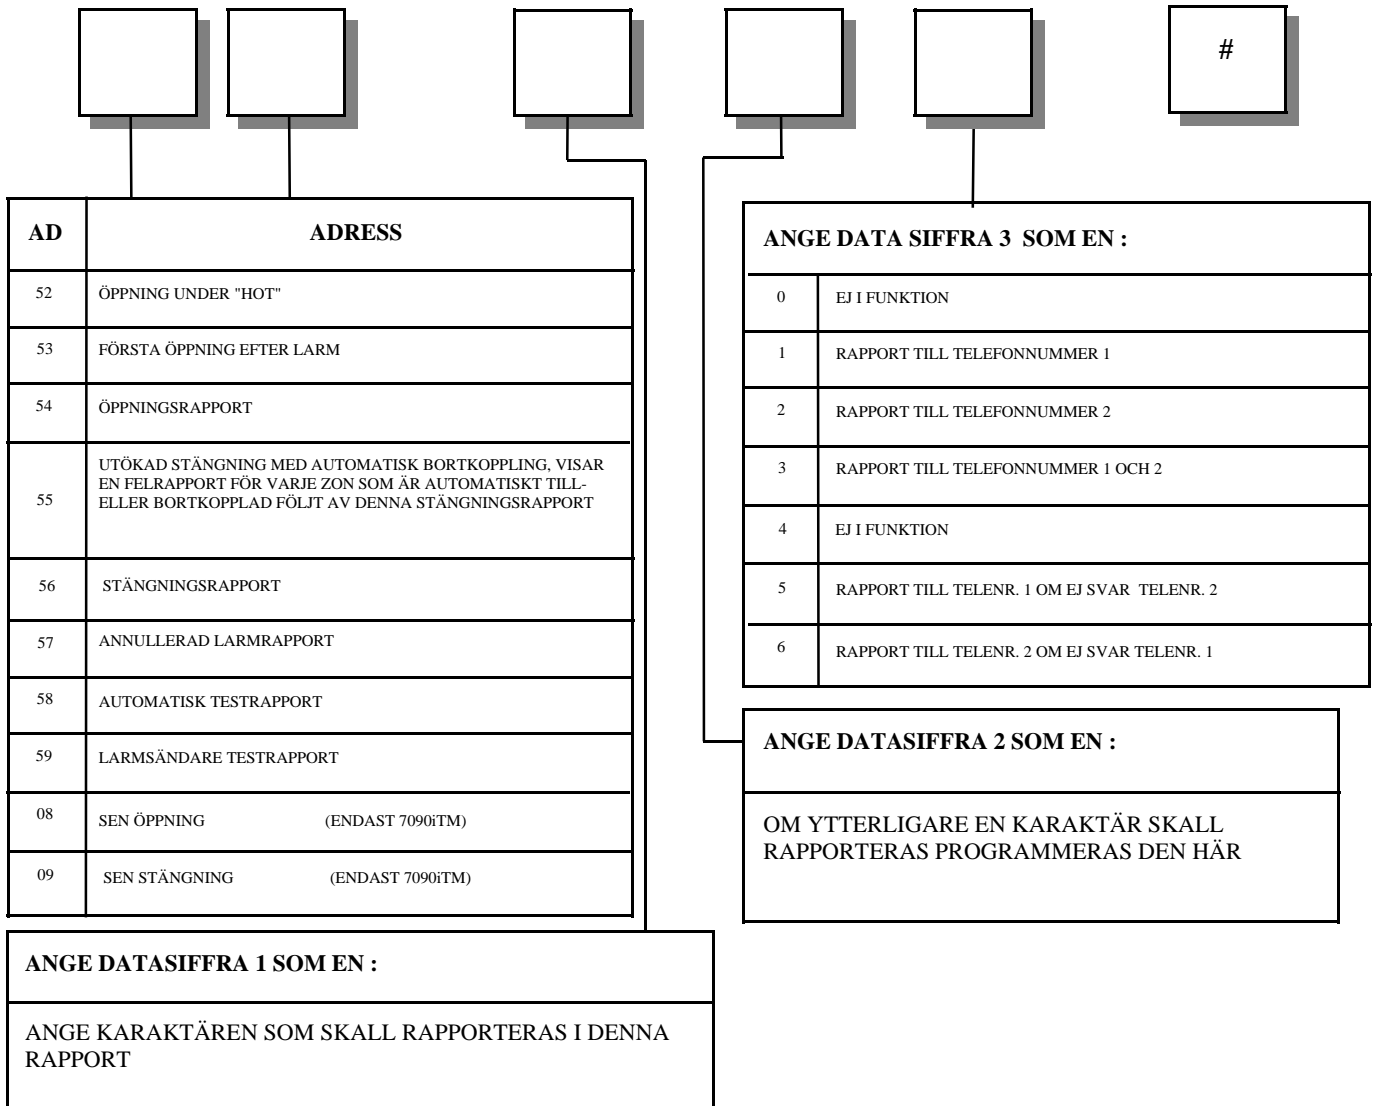 #
AD ADRESS
52 ÖPPNING UNDER "HOT"
53 FÖRSTA ÖPPNING EFTER LARM
54 ÖPPNINGSRAPPORT
55 UTÖKAD STÄNGNING MED AUTOMATISK BORTKOPPLING, VISAR
EN FELRAPPORT FÖR VARJE ZON SOM ÄR AUTOMATISKT TILL-
ELLER BORTKOPPLAD FÖLJT AV DENNA STÄNGNINGSRAPPORT
56 STÄNGNINGSRAPPORT
57 ANNULLERAD LARMRAPPORT
58 AUTOMATISK TESTRAPPORT
59 LARMSÄNDARE TESTRAPPORT
08 SEN ÖPPNING (ENDAST 7090iTM)
09 SEN STÄNGNING (ENDAST 7090iTM)
ANGE DATASIFFRA 1 SOM EN :
ANGE KARAKTÄREN SOM SKALL RAPPORTERAS I DENNA
RAPPORT
ANGE DATA SIFFRA 3 SOM EN :
0 EJ I FUNKTION
1 RAPPORT TILL TELEFONNUMMER 1
2 RAPPORT TILL TELEFONNUMMER 2
3 RAPPORT TILL TELEFONNUMMER 1 OCH 2
4 EJ I FUNKTION
5 RAPPORT TILL TELENR. 1 OM EJ SVAR TELENR. 2
6 RAPPORT TILL TELENR. 2 OM EJ SVAR TELENR. 1
ANGE DATASIFFRA 2 SOM EN :
OM YTTERLIGARE EN KARAKTÄR SKALL
RAPPORTERAS PROGRAMMERAS DEN HÄR